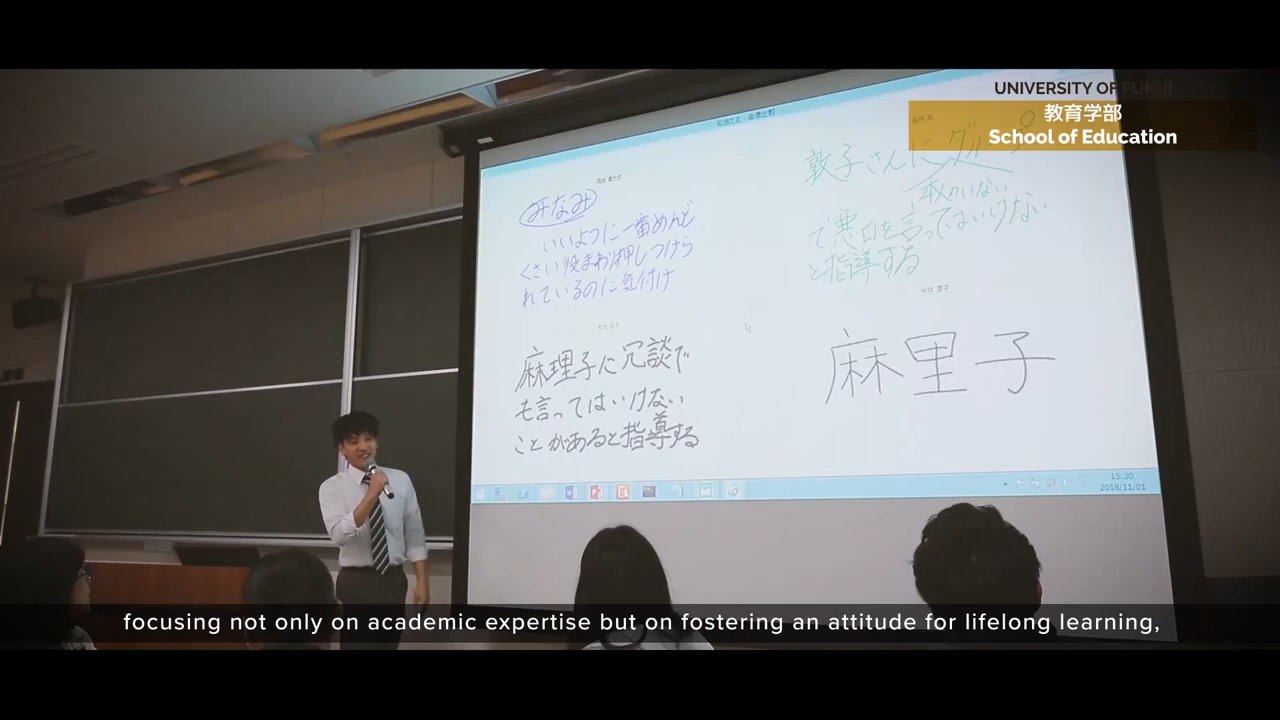 UNIVERSITY OF FUKUI
教育学部
School of Education
みなみ
いいように一番めんど
くさい役まわり押しつけら
れているのに気付け
敦子さんに
本人のいない
で悪口を言ってはいけない
と指導する
麻理子に冗談で
も言ってはいけない
ことがあると指導する
麻里子
15:20
2018/11/01
focusing not only on academic expertise but on fostering an attitude for lifelong learning,